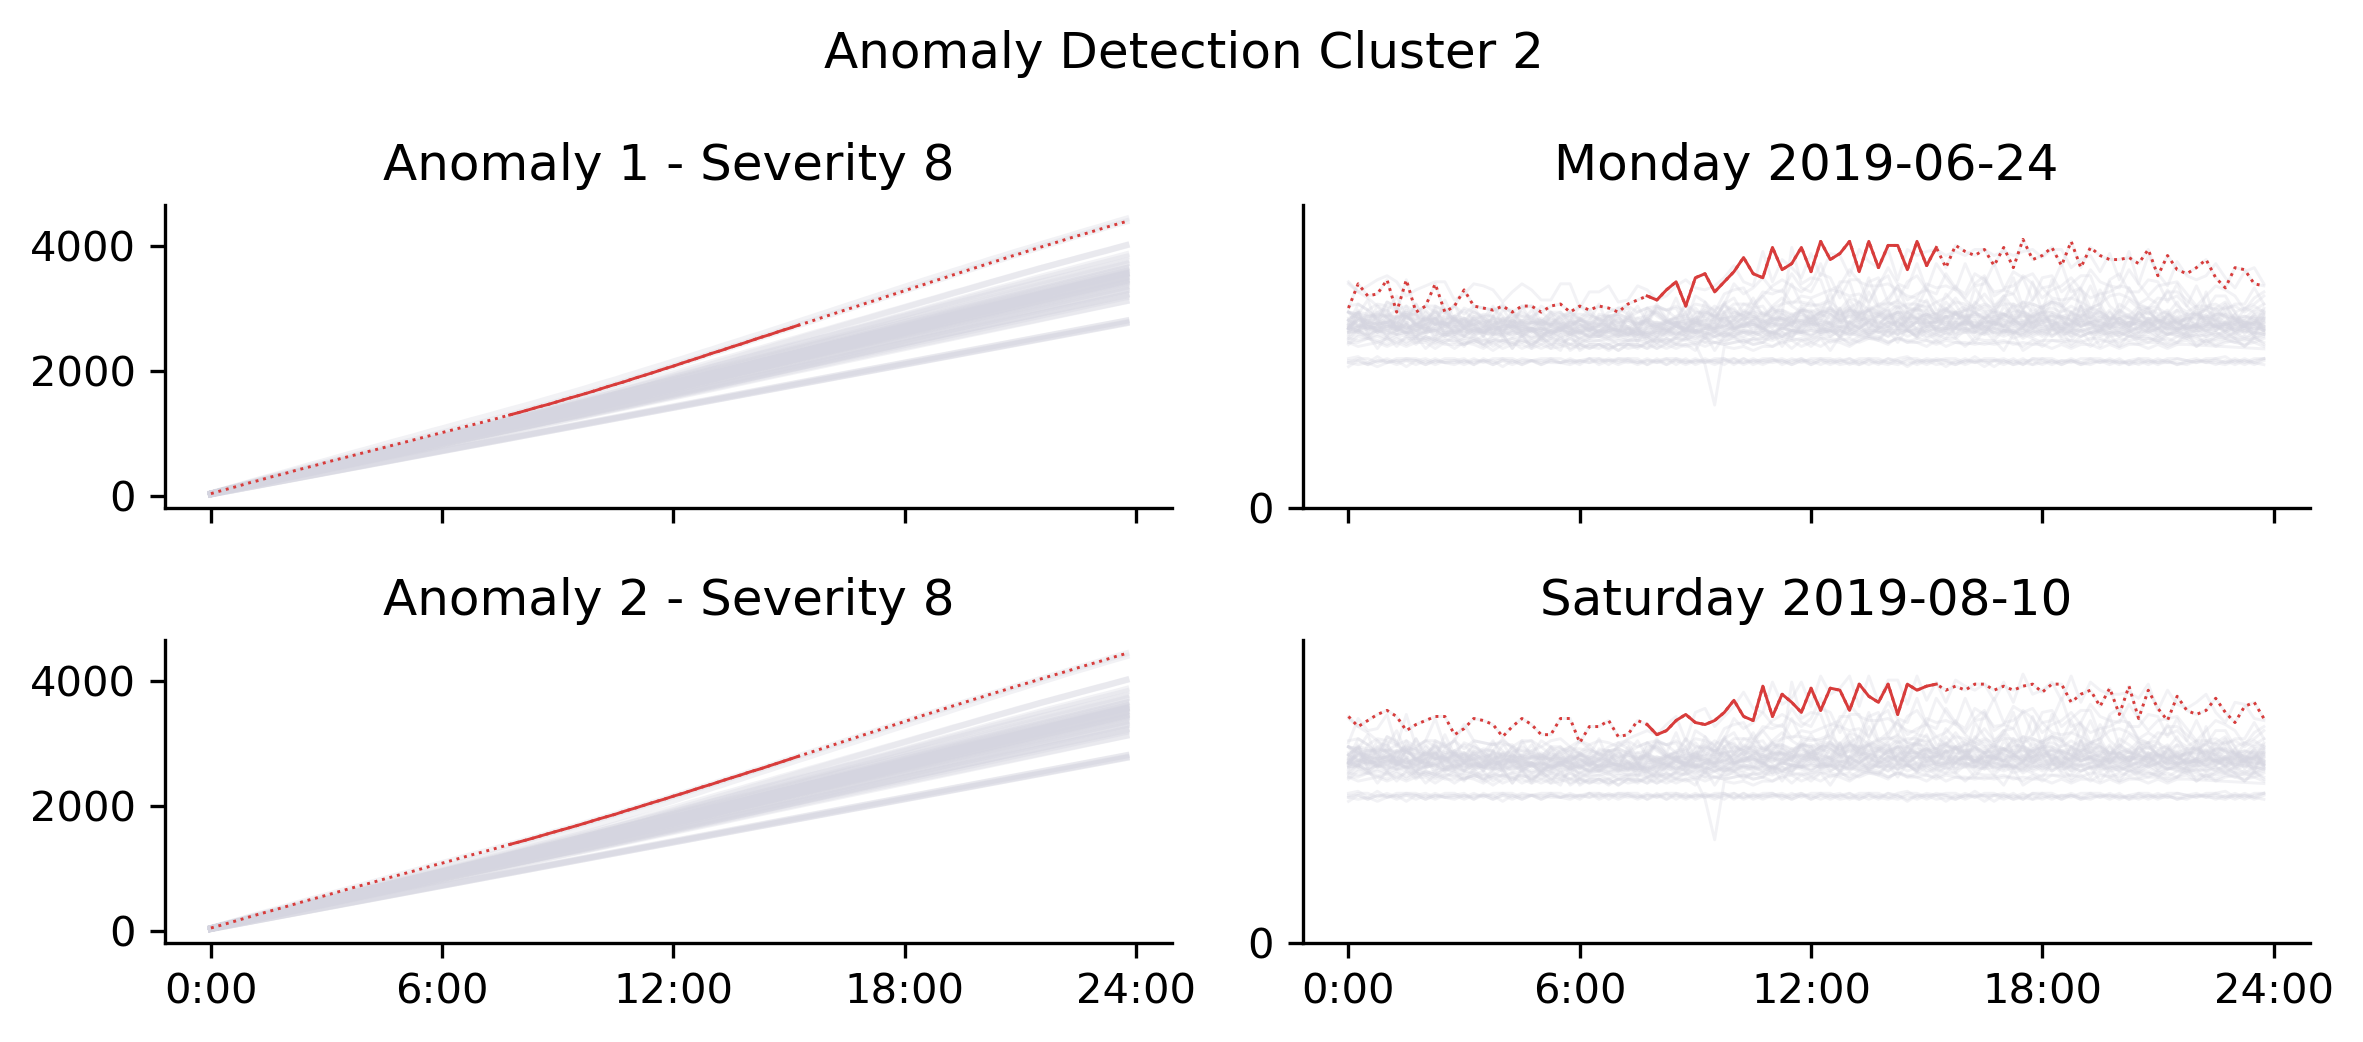 Anomaly Detection Cluster 2
Anomaly 1 - Severity 8
4000
2000
0
Monday 2019-06-24
0
Anomaly 2 - Severity 8
4000
2000
0
0:00 6:00 12:00 18:00 24:00
Saturday 2019-08-10
0
0:00 6:00 12:00 18:00 24:00